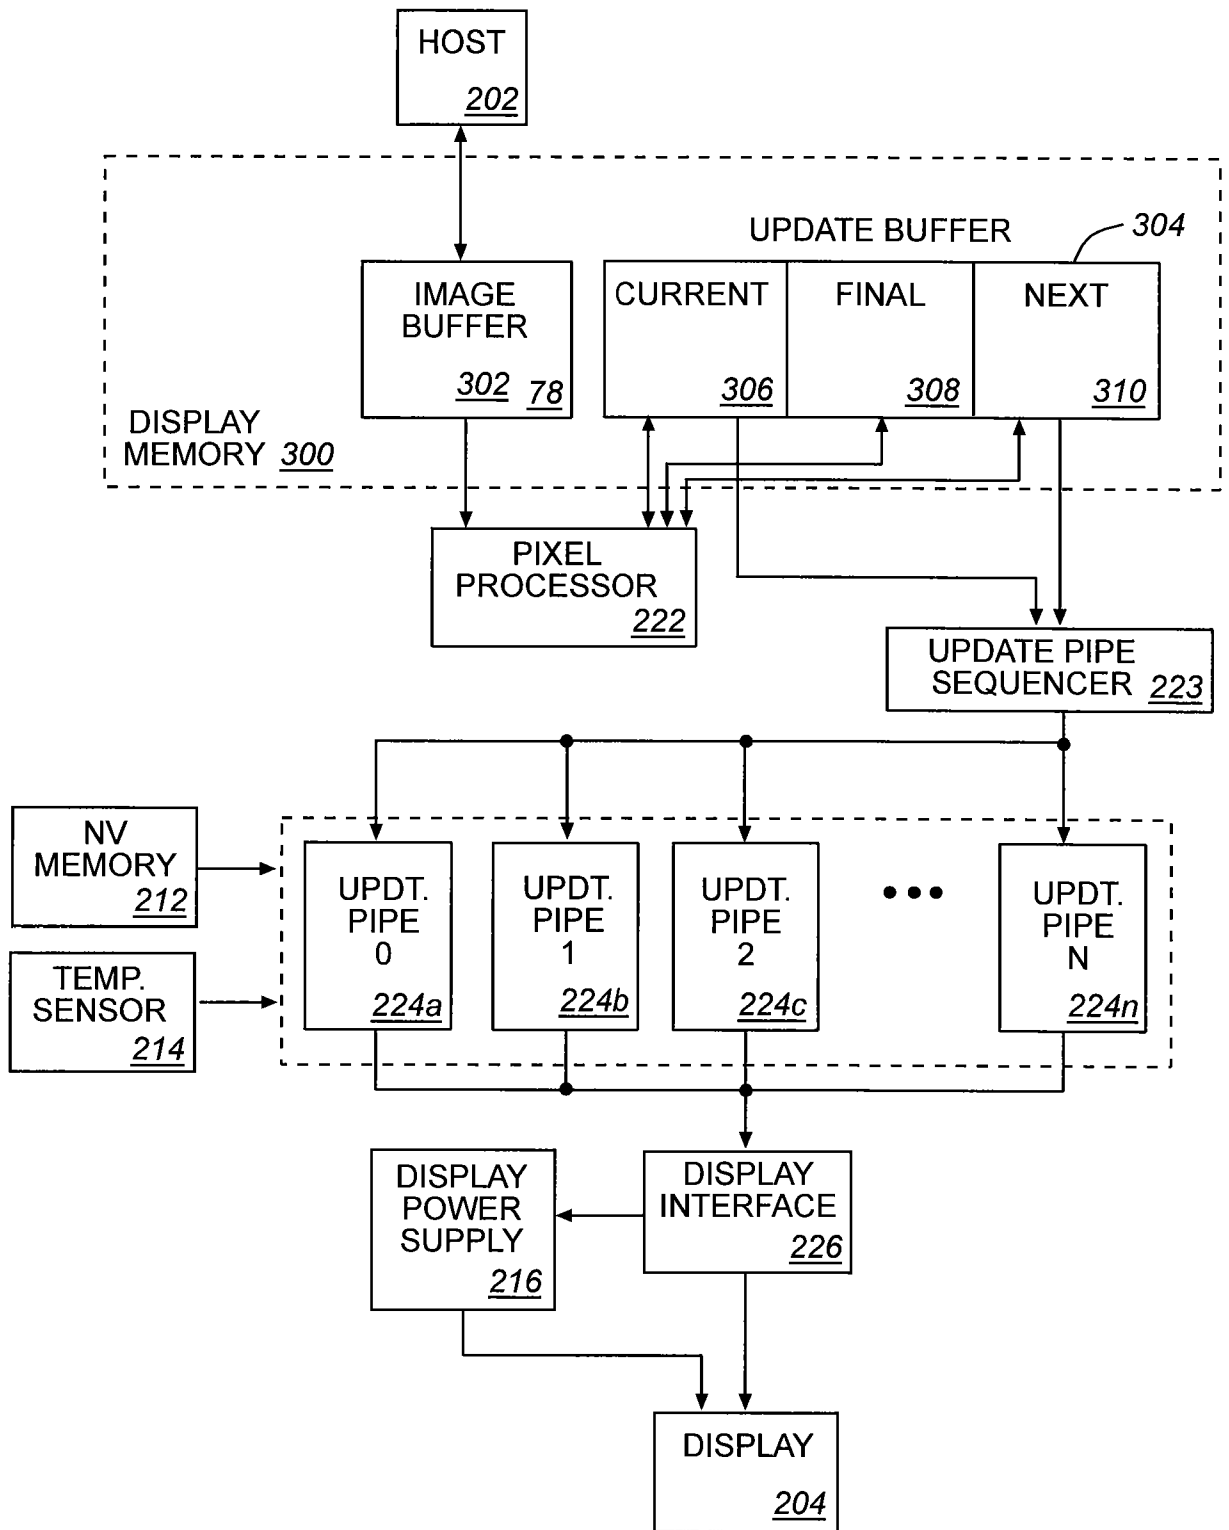 HOST
202
UPDATE BUFFER
304
IMAGE
BUFFER
302 78
CURRENT
306
FINAL
308
NEXT
310
DISPLAY
MEMORY 300
PIXEL
PROCESSOR
222
UPDATE PIPE
SEQUENCER 223
NV
MEMORY
212
TEMP.
SENSOR
214
UPDT.
PIPE
0
224a
UPDT.
PIPE
1
224b
UPDT.
PIPE
2
224c
UPDT.
PIPE
N
224n
DISPLAY
POWER
SUPPLY
216
DISPLAY
INTERFACE
226
DISPLAY
204